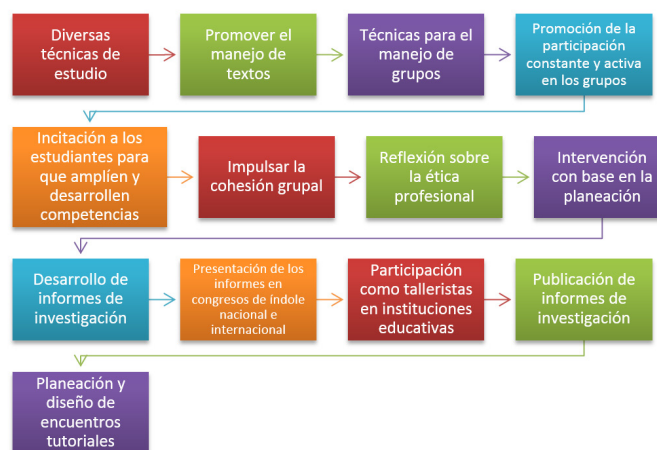 Diversas
técnicas de
estudio
Promover el
manejo de
textos
Técnicas para el
manejo de
grupos
Promoción de la
participación
constante y activa
en los grupos
Incitación a los
estudiantes para
que amplíen y
desarrollen
competencias
Impulsar la
cohesión grupal
Reflexión sobre
la ética
profesional
Intervención
con base en la
planeación
Desarrollo de
informes de
investigación
Presentación de los
informes en
congresos de índole
nacional e
internacional
Participación
como talleristas
en instituciones
educativas
Publicación de
informes de
investigación
Planeación y
diseño de
encuentros
tutoriales